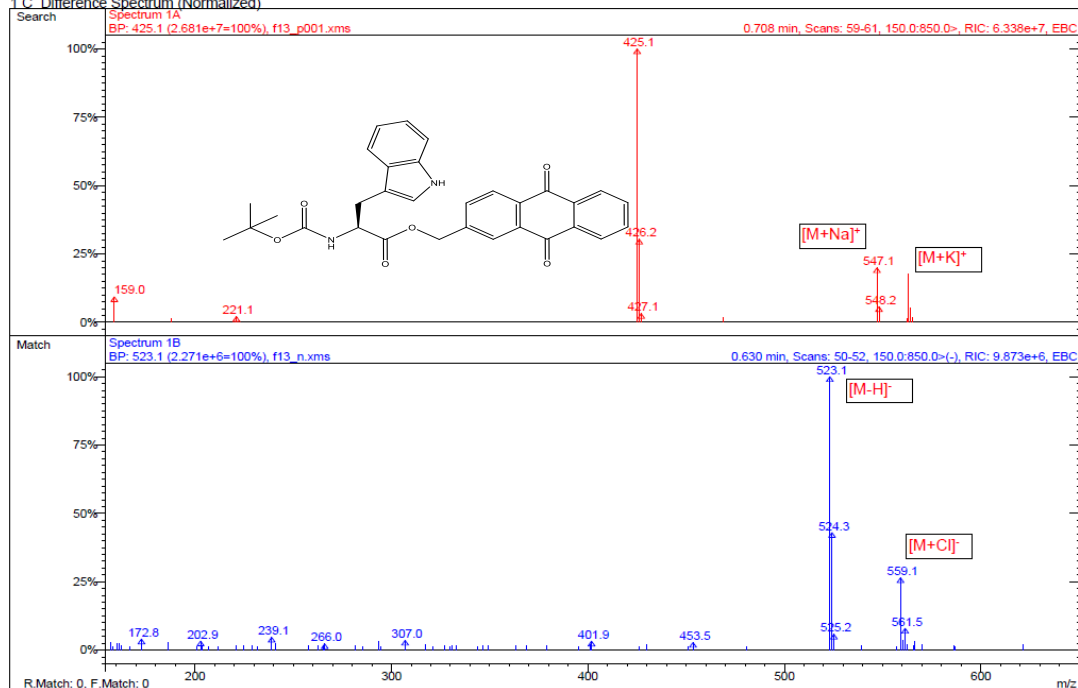 1 C Difference Spectrum (Normalized)
Search
Spectrum 1A
BP: 425.1 (2.681e+7=100%), f13_p001.xms
0.708 min, Scans: 59-61, 150.0:850.0>, RIC: 6.338e+7, EBC
100%
425.1
75%
50%
O
NH
O
O
N
H
O
O
O
O
426.2
[M+Na]+
[M+K]+
25%
547.1
159.0
221.1
427.1
548.2
0%
Match
Spectrum 1B
BP: 523.1 (2.271e+6=100%), f13_n.xms
0.630 min, Scans: 50-52, 150.0:850.0>(-), RIC: 9.873e+6, EBC
100%
523.1
[M-H]-
75%
50%
524.3
[M+Cl]-
25%
559.1
172.8
202.9
239.1
266.0
307.0
401.9
453.5
525.2
561.5
0%
200
300
400
500
600
R.Match: 0, F.Match: 0
m/z